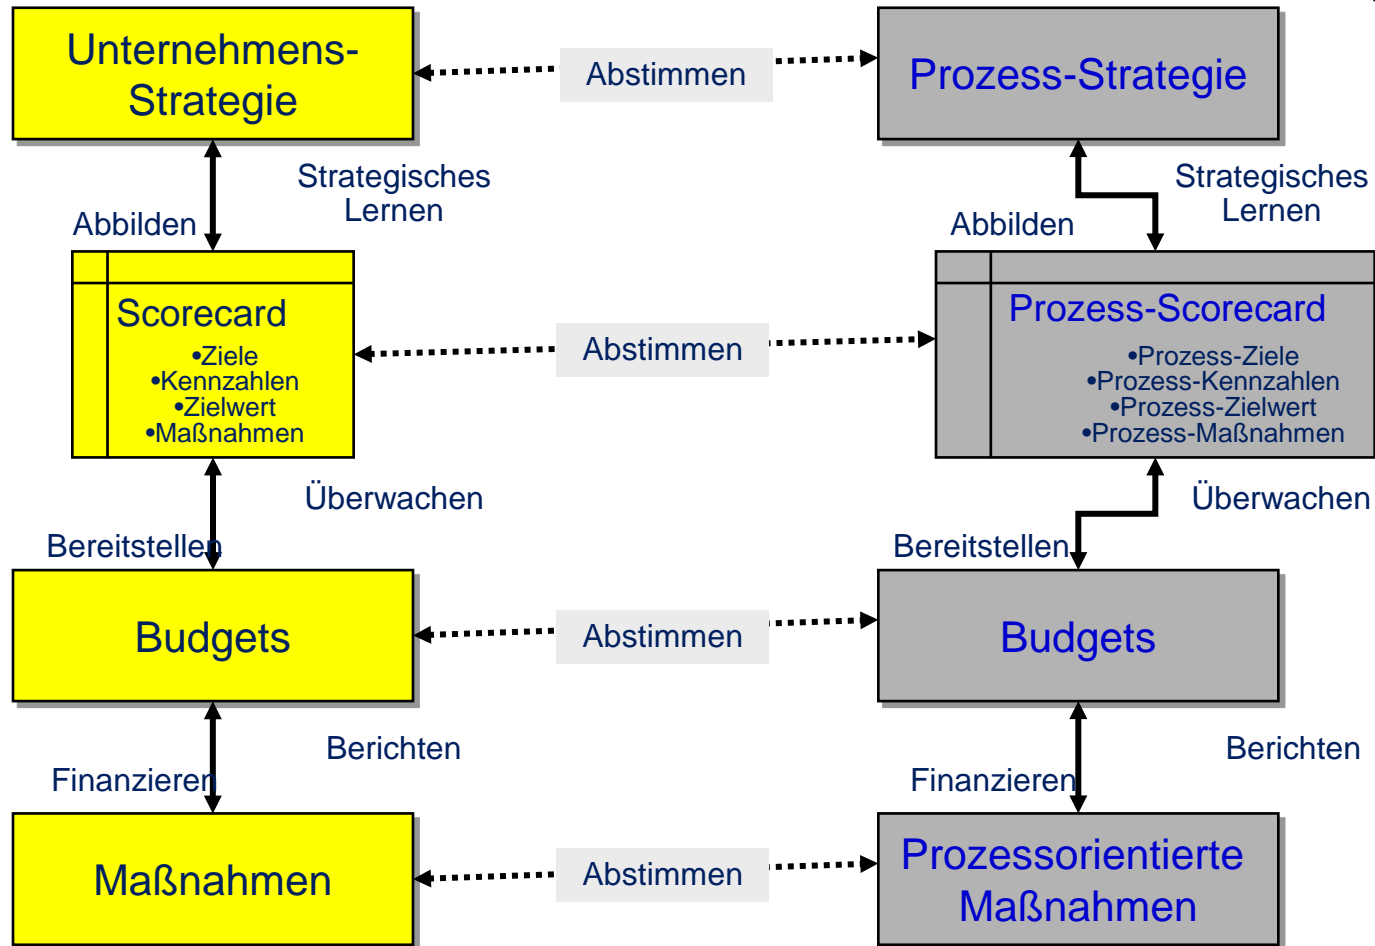 Unternehmens-
Strategie
Abstimmen
Prozess-Strategie
Strategisches
Lernen
Abbilden
Strategisches
Lernen
Abbilden
Scorecard
•Ziele
•Kennzahlen
•Zielwert
•Maßnahmen
Abstimmen
Prozess-Scorecard
•Prozess-Ziele
•Prozess-Kennzahlen
•Prozess-Zielwert
•Prozess-Maßnahmen
Überwachen
Bereitstellen
Überwachen
Bereitstellen
Budgets
Abstimmen
Budgets
Berichten
Finanzieren
Berichten
Finanzieren
Maßnahmen
Abstimmen
Prozessorientierte
Maßnahmen